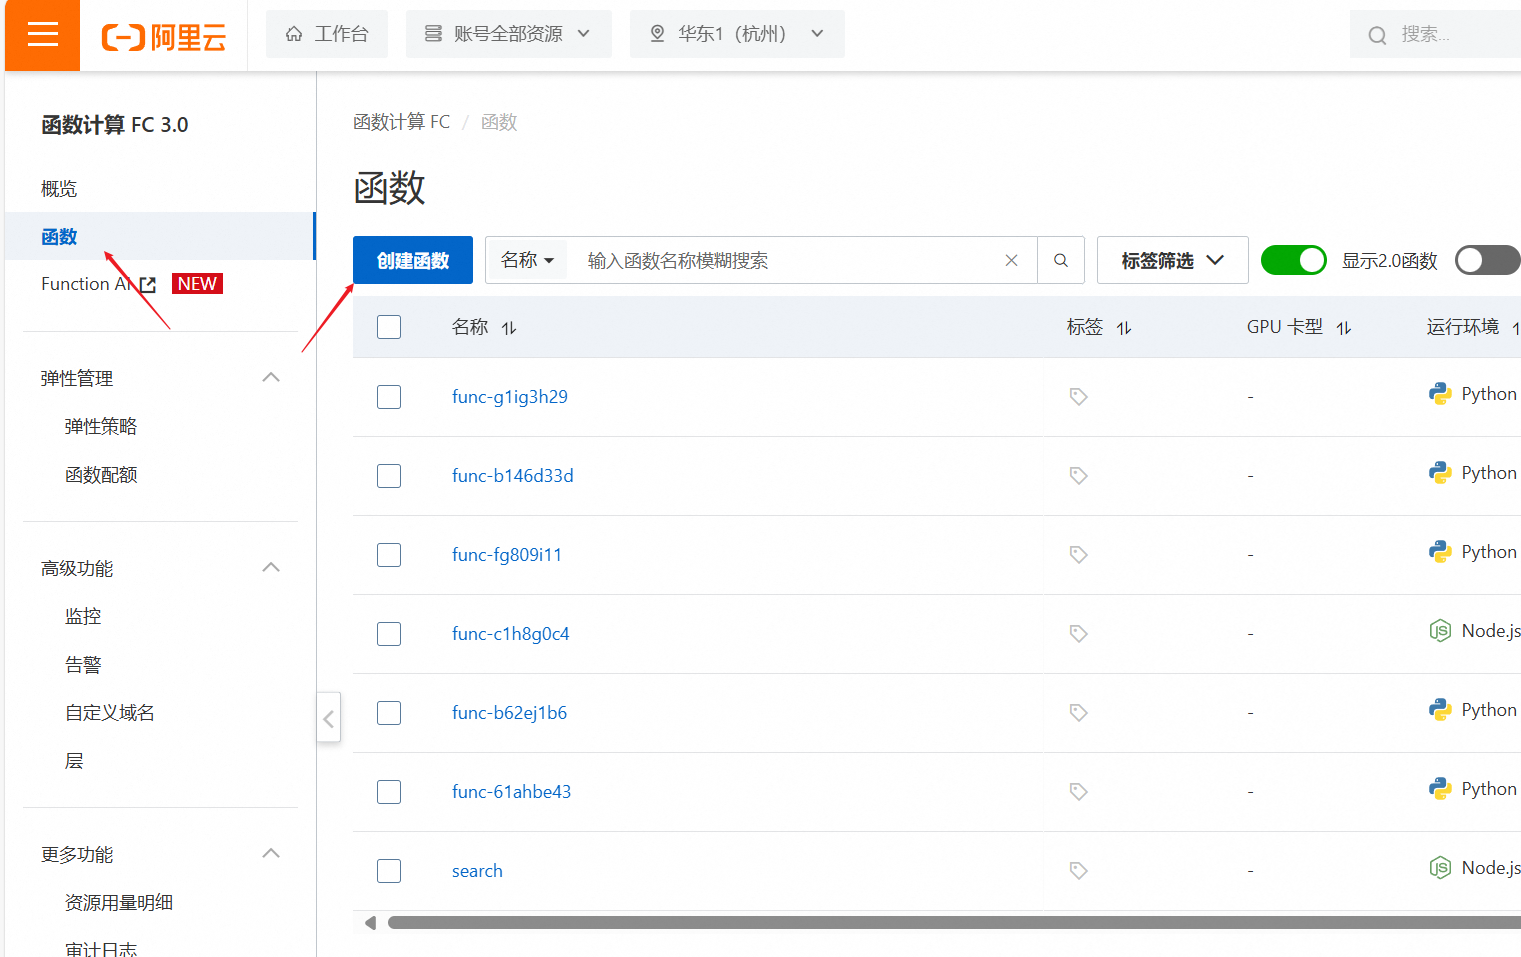 阿里云
工作台
账号全部资源
华东1（杭州）
搜索...
函数计算 FC 3.0
概览
函数
Function AI NEW
弹性管理
弹性策略
函数配额
高级功能
监控
告警
自定义域名
层
更多功能
资源用量明细
审计日志
函数计算 FC / 函数
函数
创建函数 名称 输入函数名称模糊搜索 标签筛选 显示2.0函数
名称 标签 GPU 卡型 运行环境
func-g1ig3h29 - Python
func-b146d33d - Python
func-fg809i11 - Python
func-c1h8g0c4 - Node.js
func-b62ej1b6 - Python
func-61ahbe43 - Python
search - Node.js